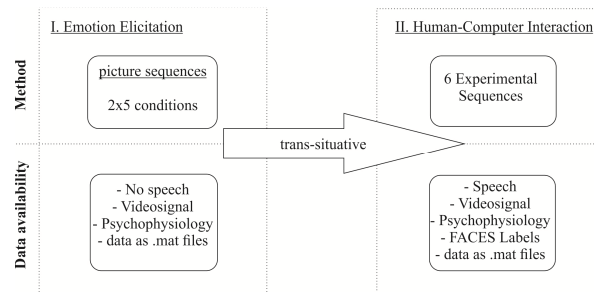 I. Emotion Elicitation
II. Human-Computer Interaction
Method
picture sequences
2x5 conditions
6 Experimental
Sequences
trans-situative
Data availability
- No speech
- Videosignal
- Psychophysiology
- data as .mat files
- Speech
- Videosignal
- Psychophysiology
- FACES Labels
- data as .mat files